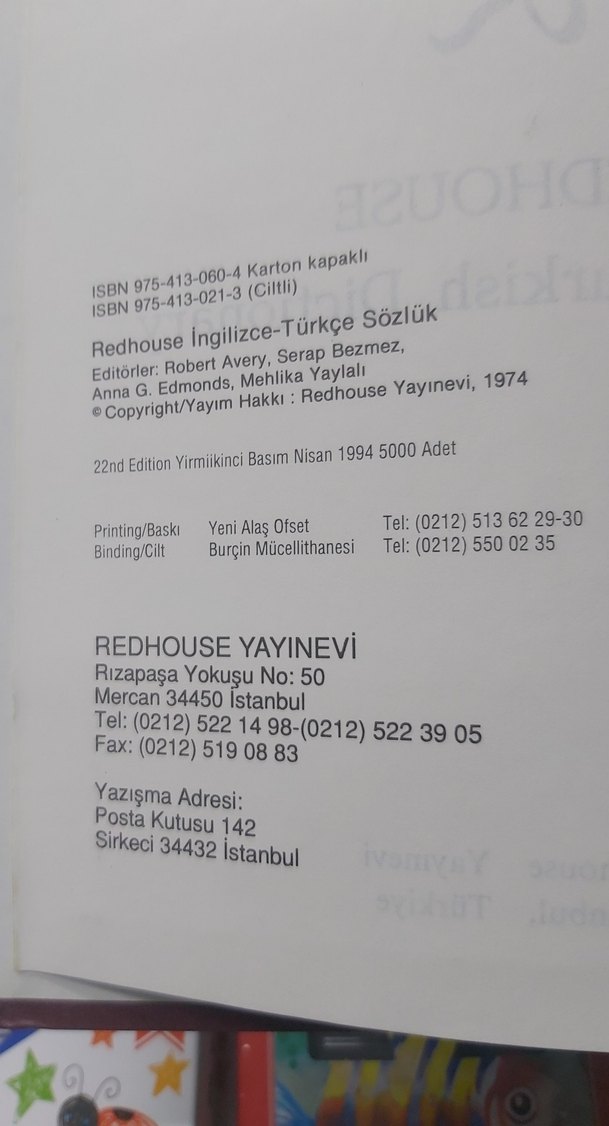 ISBN 975-413-060-4 Karton kapaklı
ISBN 975-413-021-3 (Ciltli)
Redhouse İngilizce-Türkçe Sözlük
Editörler: Robert Avery, Serap Bezmez,
Anna G. Edmonds, Mehlika Yaylalı
© Copyright/Yayım Hakkı : Redhouse Yayınevi, 1974
22nd Edition Yirmiikinci Basım Nisan 1994 5000 Adet
Printing/Baskı Yeni Alaş Ofset Tel: (0212) 513 62 29-30
Binding/Cilt Burçin Mücellithanesi Tel: (0212) 550 02 35
REDHOUSE YAYINEVİ
Rızapaşa Yokuşu No: 50
Mercan 34450 İstanbul
Tel: (0212) 522 14 98-(0212) 522 39 05
Fax: (0212) 519 08 83
Yazışma Adresi:
Posta Kutusu 142
Sirkeci 34432 İstanbul